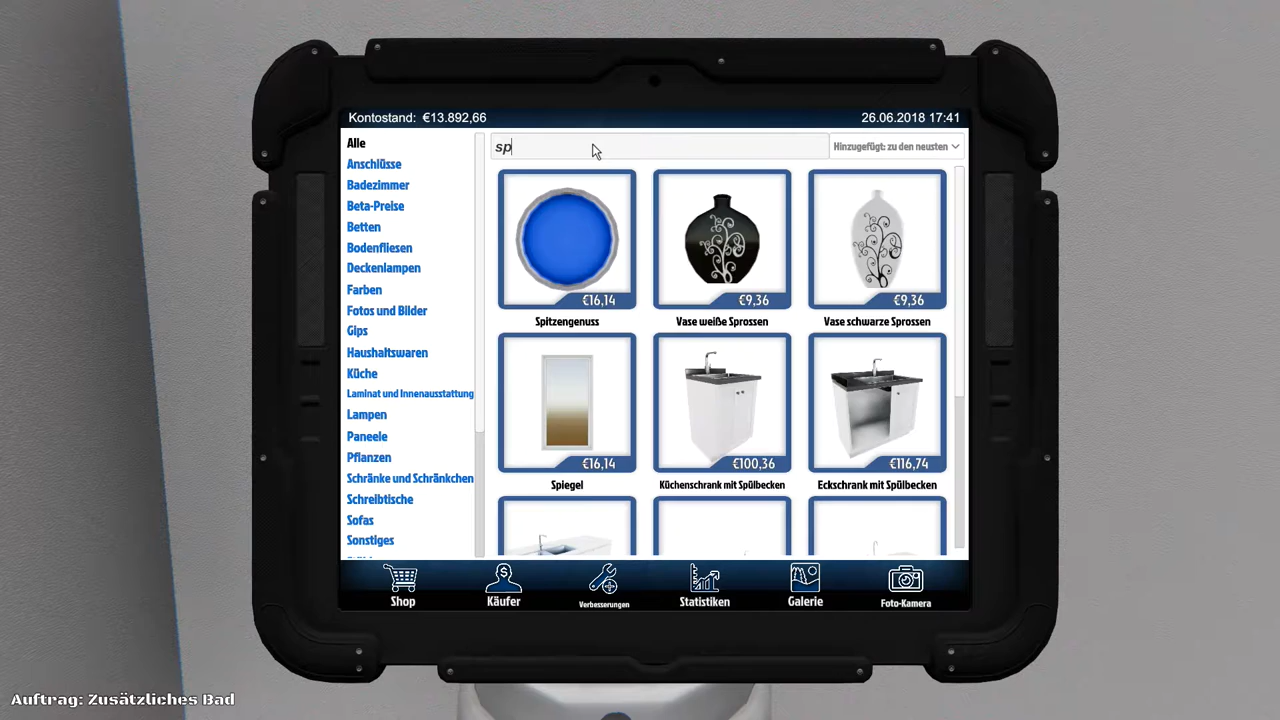 Kontostand: €13.892,66
26.06.2018 17:41
Alle
Anschlüsse
Badezimmer
Beta-Preise
Betten
Bodenfliesen
Deckenlampen
Farben
Fotos und Bilder
Gips
Haushaltswaren
Küche
Laminat und Innenausstattung
Lampen
Paneele
Pflanzen
Schränke und Schränkchen
Schreibtische
Sofas
Sonstiges
sp
Hinzugefügt: zu den neusten
€16,14
€9,36
€9,36
Spitzengenuss
Vase weiße Sprossen
Vase schwarze Sprossen
€16,14
€100,36
€116,74
Spiegel
Küchenschrank mit Spülbecken
Eckschrank mit Spülbecken
Shop
Käufer
Verbesserungen
Statistiken
Galerie
Foto-Kamera
Auftrag: Zusätzliches Bad